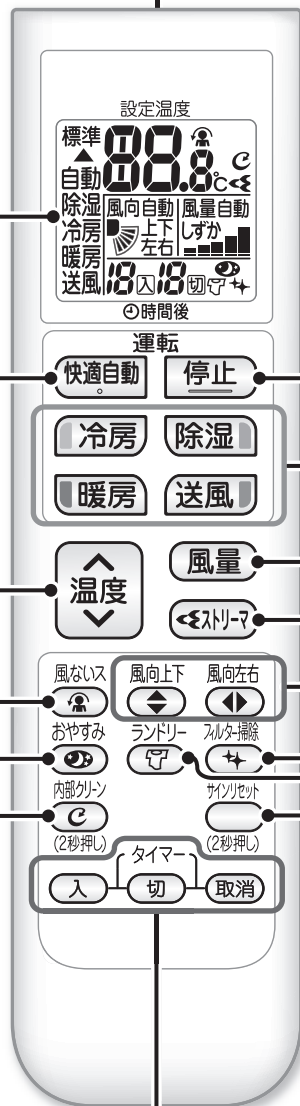 設定温度
標準
自動 88.8℃
除湿 風向自動 風量自動
冷房 上下 しずか
暖房 左右
送風 18入18切
時間後
運転
快適自動 停止
冷房 除湿
暖房 送風
風量
温度
ストリーマ
風ないス 風向上下 風向左右
おやすみ ランドリー フィルター掃除
内部クリーン サインリセット
(2秒押し) (2秒押し)
タイマー
入 切 取消